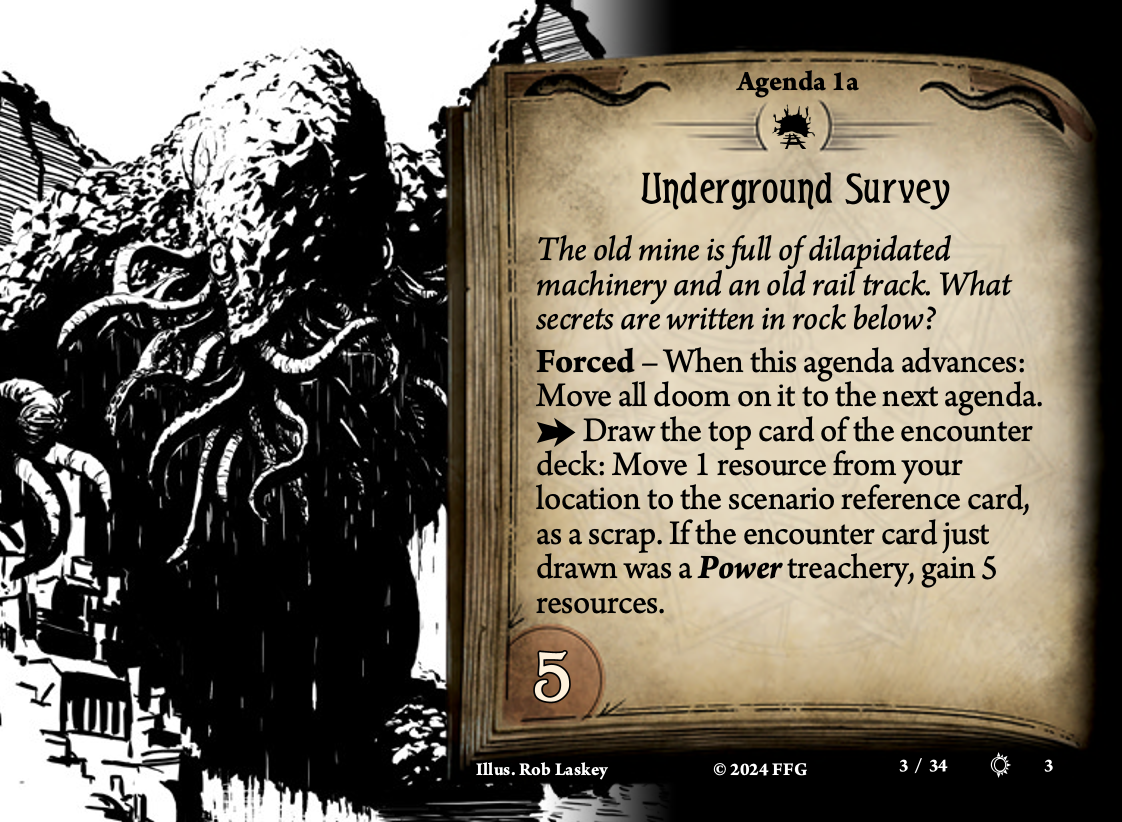 Agenda 1a
Underground Survey
The old mine is full of dilapidated
machinery and an old rail track. What
secrets are written in rock below?
Forced – When this agenda advances:
Move all doom on it to the next agenda.
Draw the top card of the encounter
deck: Move 1 resource from your
location to the scenario reference card,
as a scrap. If the encounter card just
drawn was a Power treachery, gain 5
resources.
5
Illus. Rob Laskey © 2024 FFG 3 / 34 3